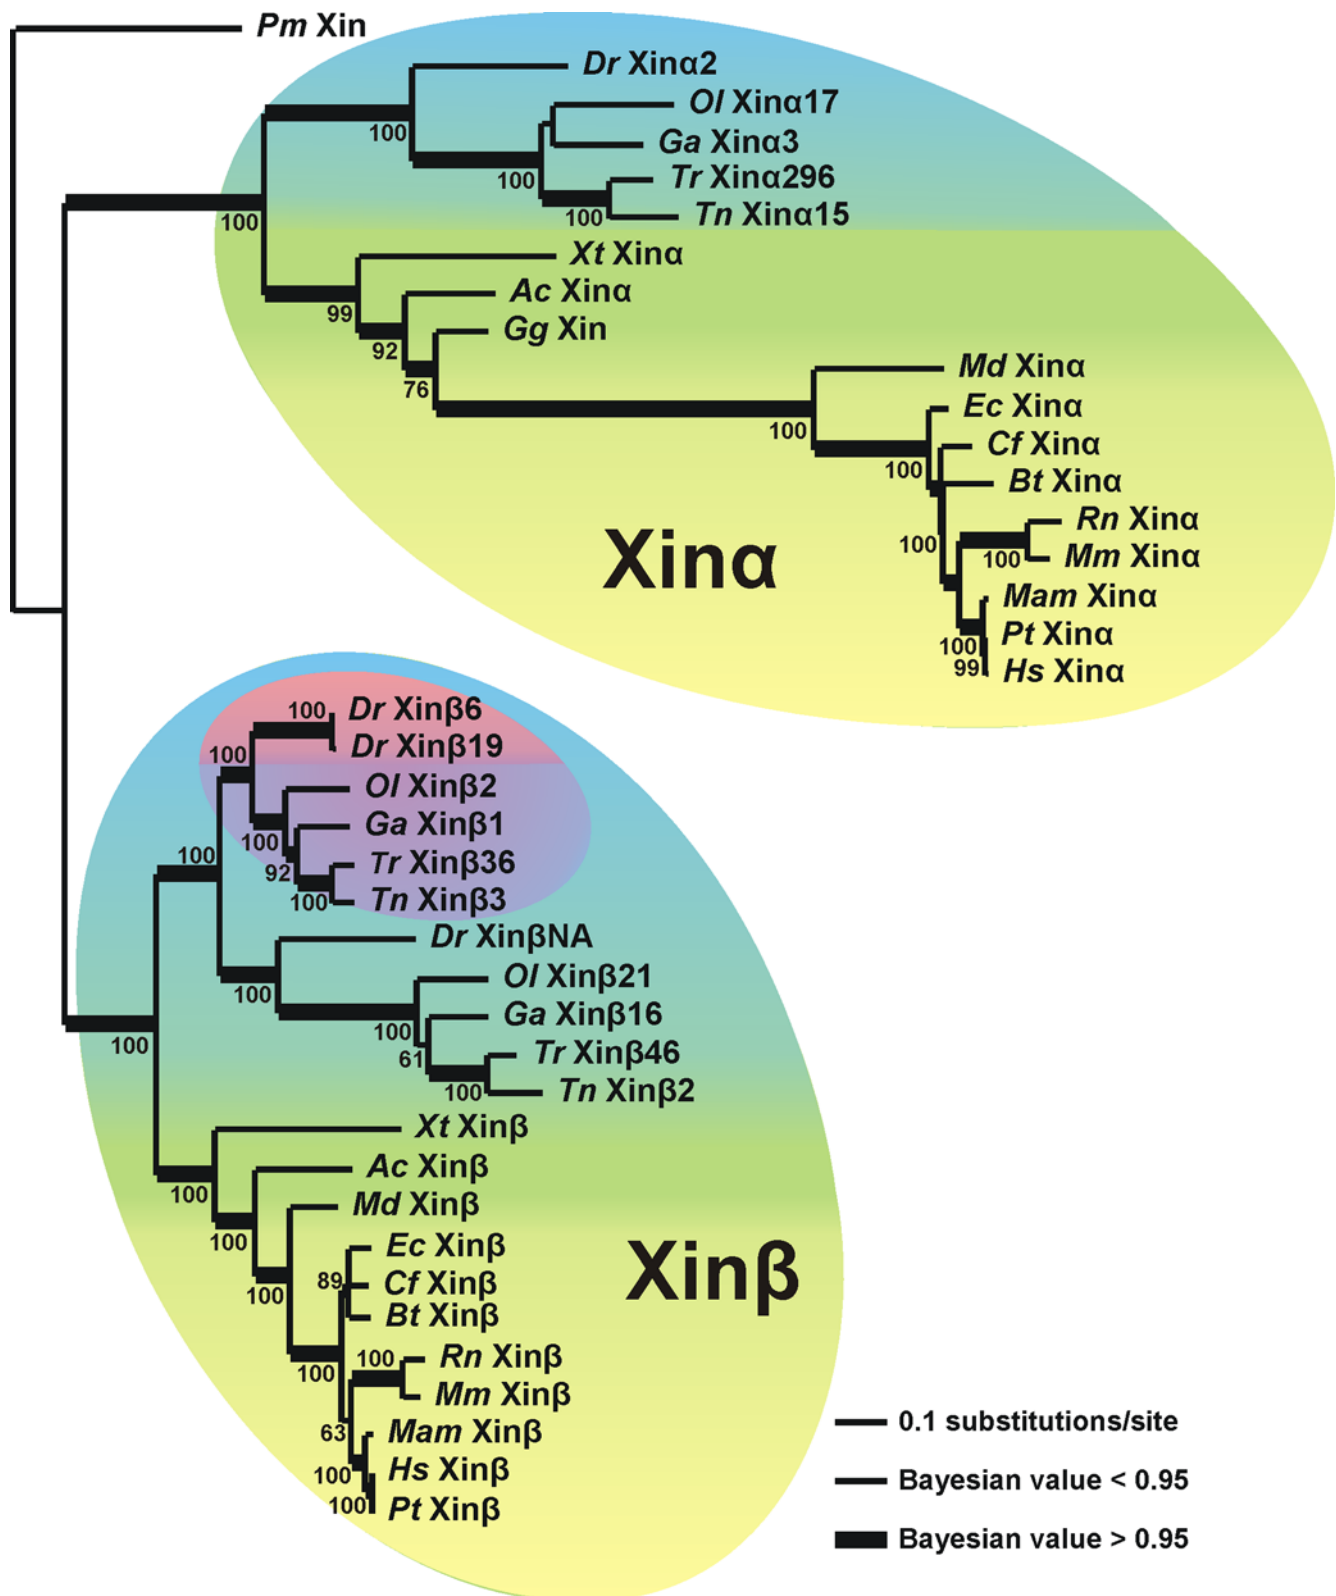 Pm Xin
Dr Xinα2
Ol Xinα17
100
Ga Xinα3
Tr Xinα296
100
Tn Xinα15
100
100
Xt Xinα
Ac Xinα
99
Gg Xin
92
Md Xinα
76
Ec Xinα
100
Cf Xinα
100
Bt Xinα
Rn Xinα
100
Mm Xinα
100
Xinα
Mam Xinα
Pt Xinα
100
Hs Xinα
99
Dr Xinβ6
100
Dr Xinβ19
100
Ol Xinβ2
Ga Xinβ1
100
100
Tr Xinβ36
92
Tn Xinβ3
100
Dr XinβNA
Ol Xinβ21
100
Ga Xinβ16
100
100
Tr Xinβ46
61
Tn Xinβ2
100
Xt Xinβ
Ac Xinβ
100
Md Xinβ
100
Ec Xinβ
Xinβ
89
Cf Xinβ
100
Bt Xinβ
Rn Xinβ
100
100
Mm Xinβ
Mam Xinβ
63
Hs Xinβ
100
Pt Xinβ
100
0.1 substitutions/site
Bayesian value < 0.95
Bayesian value > 0.95